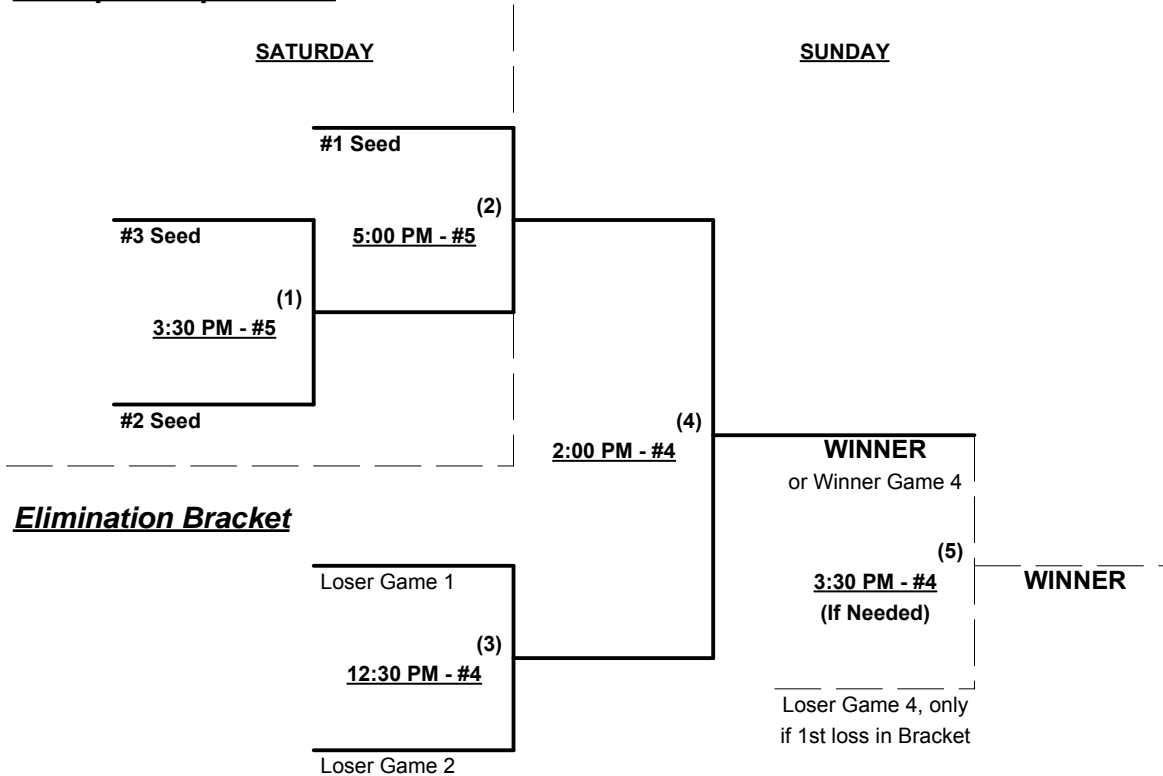 SATURDAY
SUNDAY
#1 Seed
(2)
#3 Seed
5:00 PM - #5
(1)
3:30 PM - #5
#2 Seed
(4)
2:00 PM - #4
WINNER
or Winner Game 4
Elimination Bracket
(5)
Loser Game 1
3:30 PM - #4
WINNER
(If Needed)
(3)
12:30 PM - #4
Loser Game 4, only
if 1st loss in Bracket
Loser Game 2